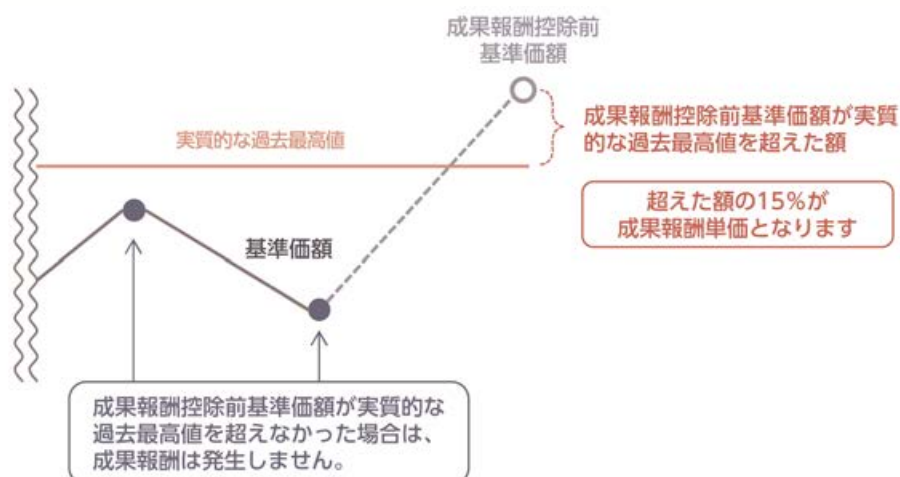 成果報酬控除前
基準価額
実質的な過去最高値
成果報酬控除前基準価額が実質
的な過去最高値を超えた額
超えた額の15%が
成果報酬単価となります
基準価額
成果報酬控除前基準価額が実質的な
過去最高値を超えなかった場合は、
成果報酬は発生しません。